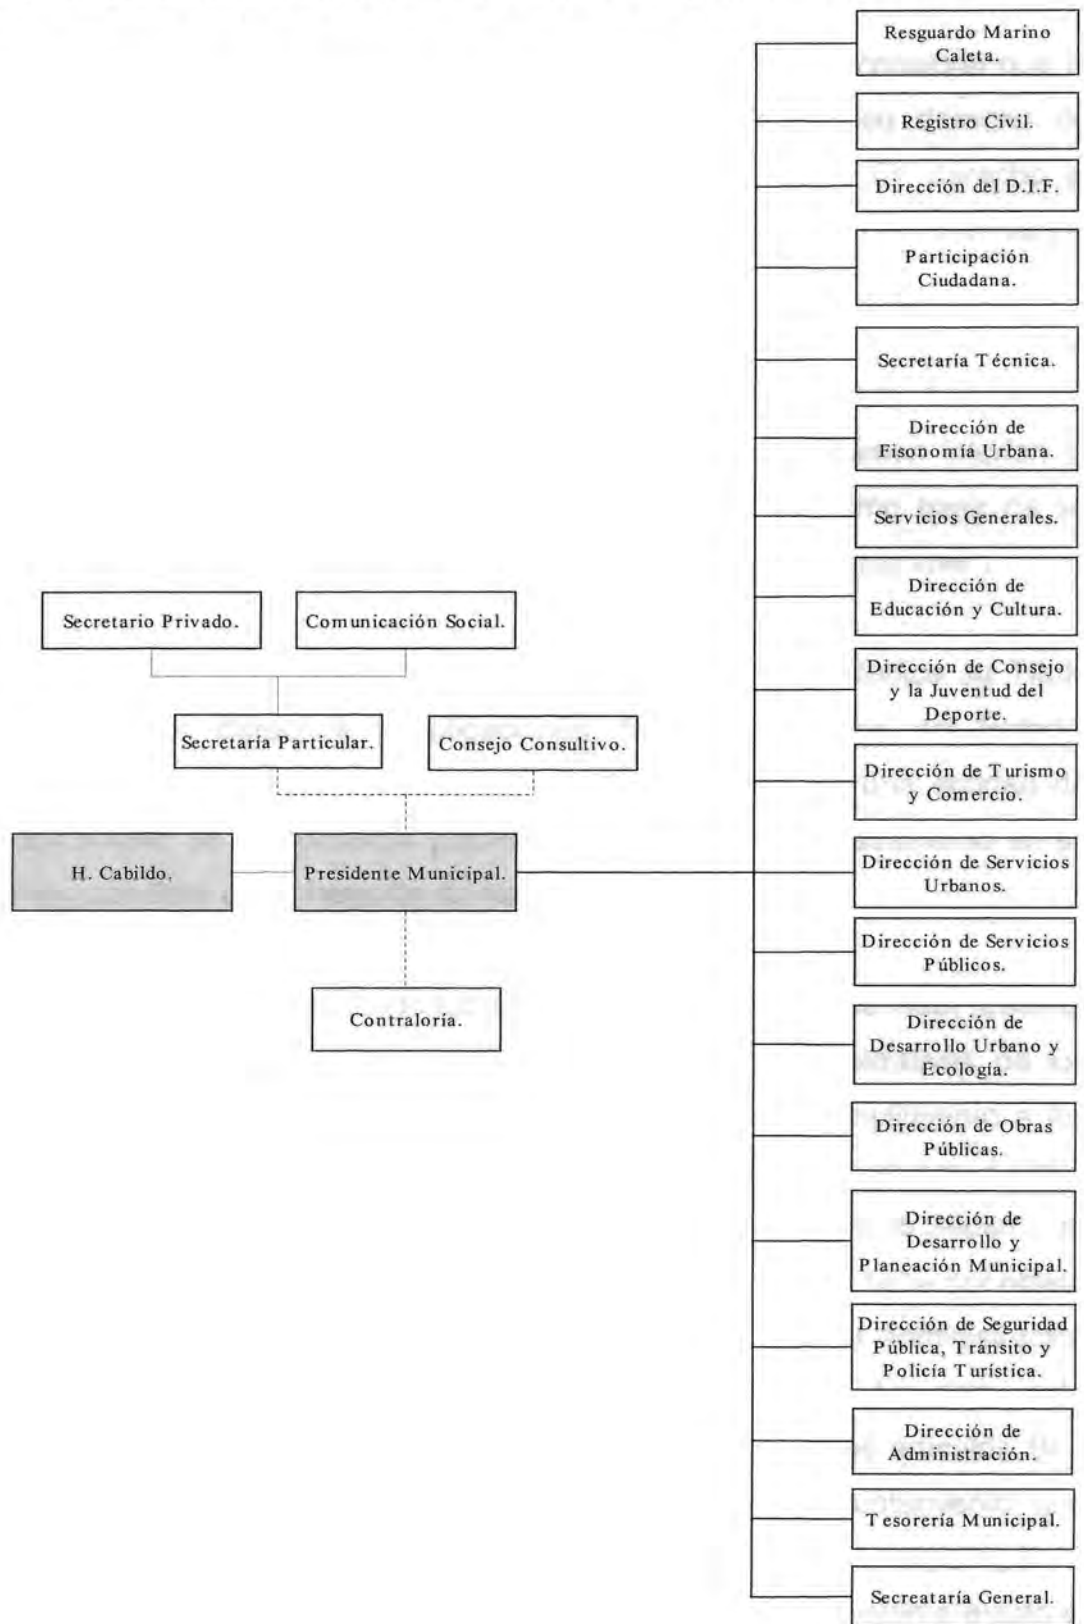 Resguardo Marino
Caleta.
Registro Civil.
Dirección del D.I.F.
Participación
Ciudadana.
Secretaría Técnica.
Dirección de
Fisonomía Urbana.
Servicios Generales.
Dirección de
Educación y Cultura.
Dirección de Consejo
y la Juventud del
Deporte.
Dirección de Turismo
y Comercio.
Dirección de Servicios
Urbanos.
Dirección de Servicios
Públicos.
Dirección de
Desarrollo Urbano y
Ecología.
Dirección de Obras
Públicas.
Dirección de
Desarrollo y
Planeación Municipal.
Dirección de Seguridad
Pública, Tránsito y
Policía Turística.
Dirección de
Administración.
Tesorería Municipal.
Secreataría General.
Secretario Privado.
Comunicación Social.
Secretaría Particular.
Consejo Consultivo.
H. Cabildo.
Presidente Municipal.
Contraloría.